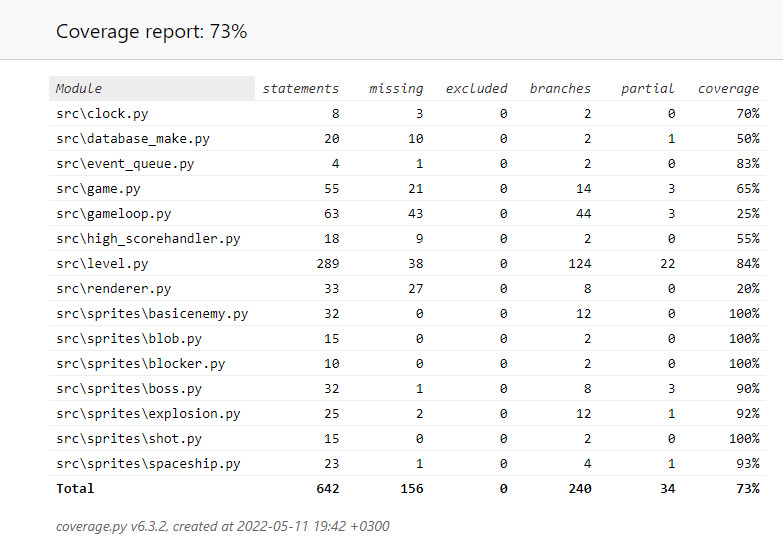 Coverage report: 73%
Module statements missing excluded branches partial coverage
src\clock.py 8 3 0 2 0 70%
src\database_make.py 20 10 0 2 1 50%
src\event_queue.py 4 1 0 2 0 83%
src\game.py 55 21 0 14 3 65%
src\gameloop.py 63 43 0 44 3 25%
src\high_scorehandler.py 18 9 0 2 0 55%
src\level.py 289 38 0 124 22 84%
src\renderer.py 33 27 0 8 0 20%
src\sprites\basicenemy.py 32 0 0 12 0 100%
src\sprites\blob.py 15 0 0 2 0 100%
src\sprites\blocker.py 10 0 0 2 0 100%
src\sprites\boss.py 32 1 0 8 3 90%
src\sprites\explosion.py 25 2 0 12 1 92%
src\sprites\shot.py 15 0 0 2 0 100%
src\sprites\spaceship.py 23 1 0 4 1 93%
Total 642 156 0 240 34 73%
coverage.py v6.3.2, created at 2022-05-11 19:42 +0300